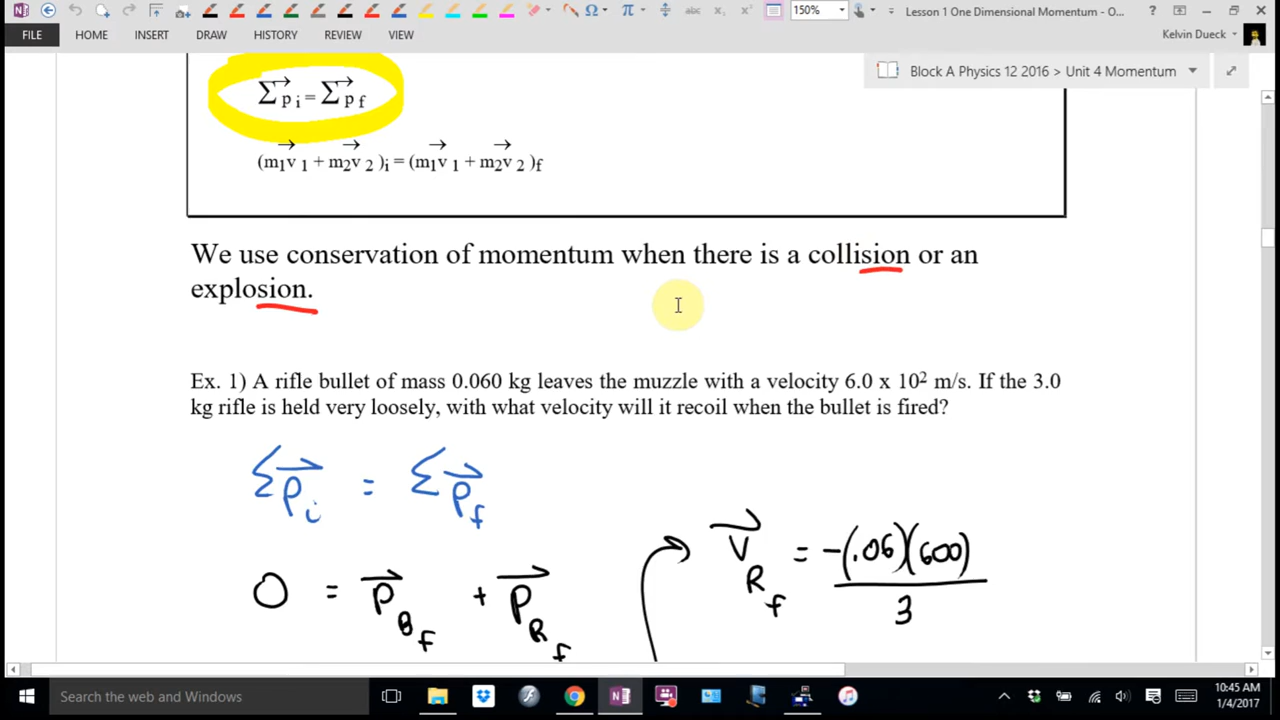 150%
Lesson 1 One Dimensional Momentum - O...
FILE HOME INSERT DRAW HISTORY REVIEW VIEW
Kelvin Dueck
Block A Physics 12 2016 > Unit 4 Momentum
Σp⃗ i = Σp⃗ f
(m1v⃗ 1 + m2v⃗ 2 )i = (m1v⃗ 1 + m2v⃗ 2 )f
We use conservation of momentum when there is a collision or an
explosion.
Ex. 1) A rifle bullet of mass 0.060 kg leaves the muzzle with a velocity 6.0 x 10² m/s. If the 3.0
kg rifle is held very loosely, with what velocity will it recoil when the bullet is fired?
Σp⃗i = Σp⃗f
0 = p⃗Bf + p⃗Rf
v⃗Rf = -(.06)(600) / 3
Search the web and Windows
10:45 AM
1/4/2017